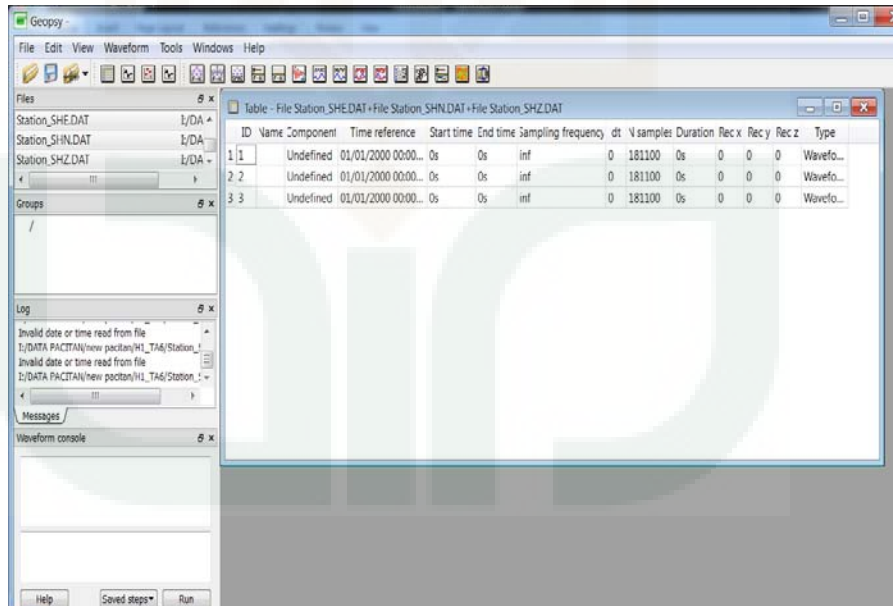 Geopsy -
File Edit View Waveform Tools Windows Help
Files
Station_SHE.DAT I:/DA
Station_SHN.DAT I:/DA
Station_SHZ.DAT I:/DA
Groups
/
Log
Invalid date or time read from file
I:/DATA PACITAN/new pacitan/H1_TA6/Station_
Invalid date or time read from file
I:/DATA PACITAN/new pacitan/H1_TA6/Station_
Messages
Waveform console
Help Saved steps Run
Table - File Station_SHE.DAT+File Station_SHN.DAT+File Station_SHZ.DAT
ID Name Component Time reference Start time End time Sampling frequency dt N samples Duration Rec x Rec y Rec z Type
1 1 Undefined 01/01/2000 00:00... 0s 0s inf 0 181100 0s 0 0 0 Wavefo...
2 2 Undefined 01/01/2000 00:00... 0s 0s inf 0 181100 0s 0 0 0 Wavefo...
3 3 Undefined 01/01/2000 00:00... 0s 0s inf 0 181100 0s 0 0 0 Wavefo...